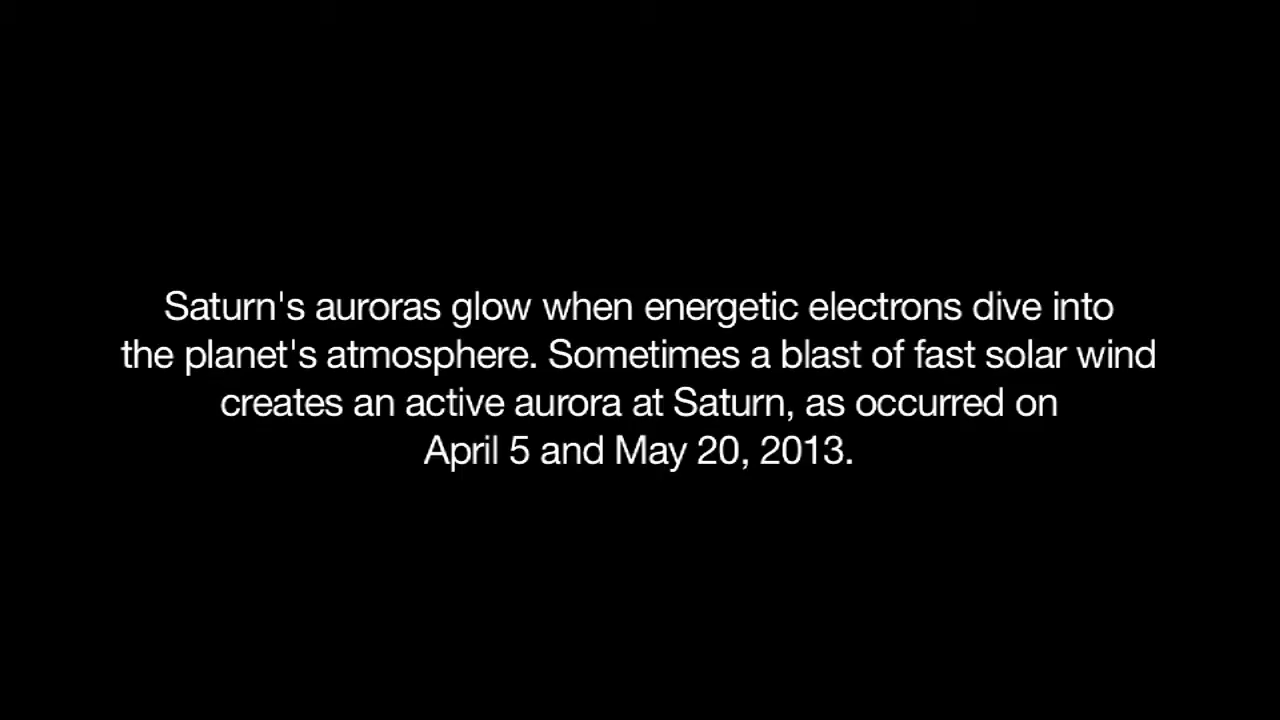 Saturn's auroras glow when energetic electrons dive into
the planet's atmosphere. Sometimes a blast of fast solar wind
creates an active aurora at Saturn, as occurred on
April 5 and May 20, 2013.